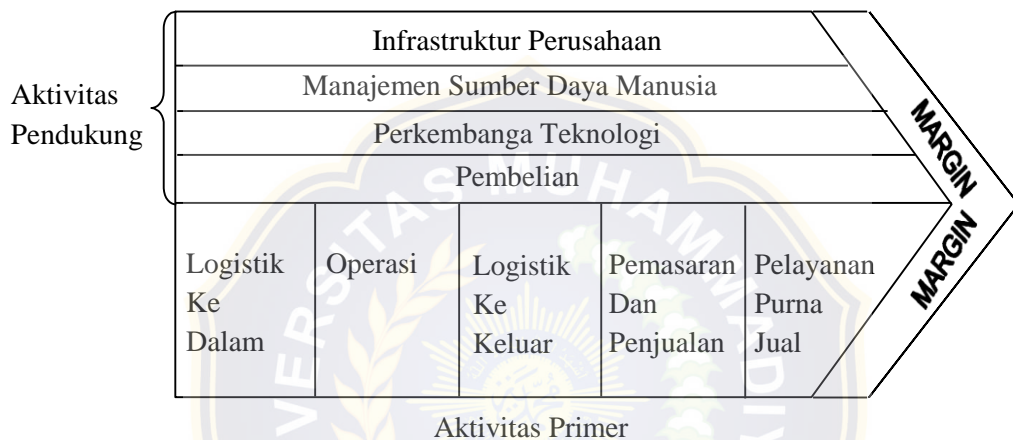 Infrastruktur Perusahaan
Manajemen Sumber Daya Manusia
Aktivitas
Pendukung
Perkembanga Teknologi
Pembelian
MARGIN
MARGIN
Logistik
Ke
Dalam
Operasi
Logistik
Ke
Keluar
Pemasaran
Dan
Penjualan
Pelayanan
Purna
Jual
Aktivitas Primer